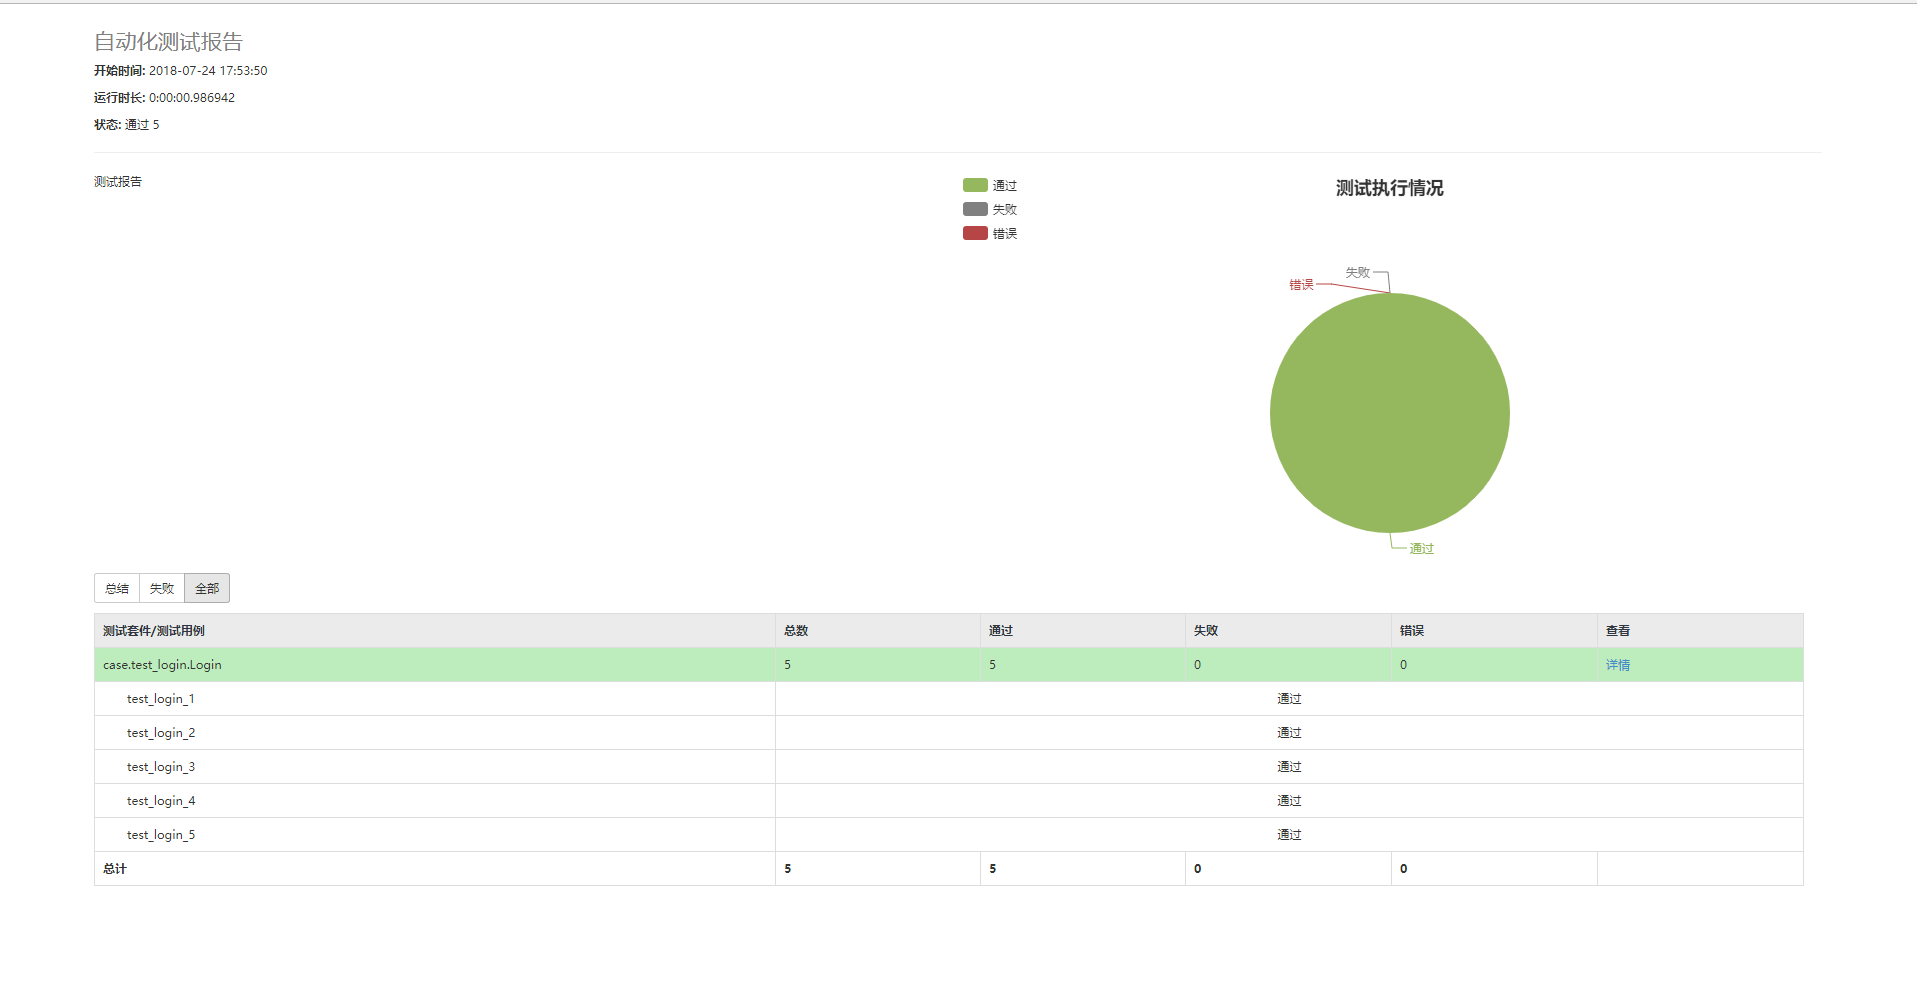 自动化测试报告
开始时间: 2018-07-24 17:53:50
运行时长: 0:00:00.986942
状态: 通过 5
测试报告
通过
失败
错误
测试执行情况
失败
错误
通过
总结 失败 全部
测试套件/测试用例 总数 通过 失败 错误 查看
case.test_login.Login 5 5 0 0 详情
test_login_1 通过
test_login_2 通过
test_login_3 通过
test_login_4 通过
test_login_5 通过
总计 5 5 0 0